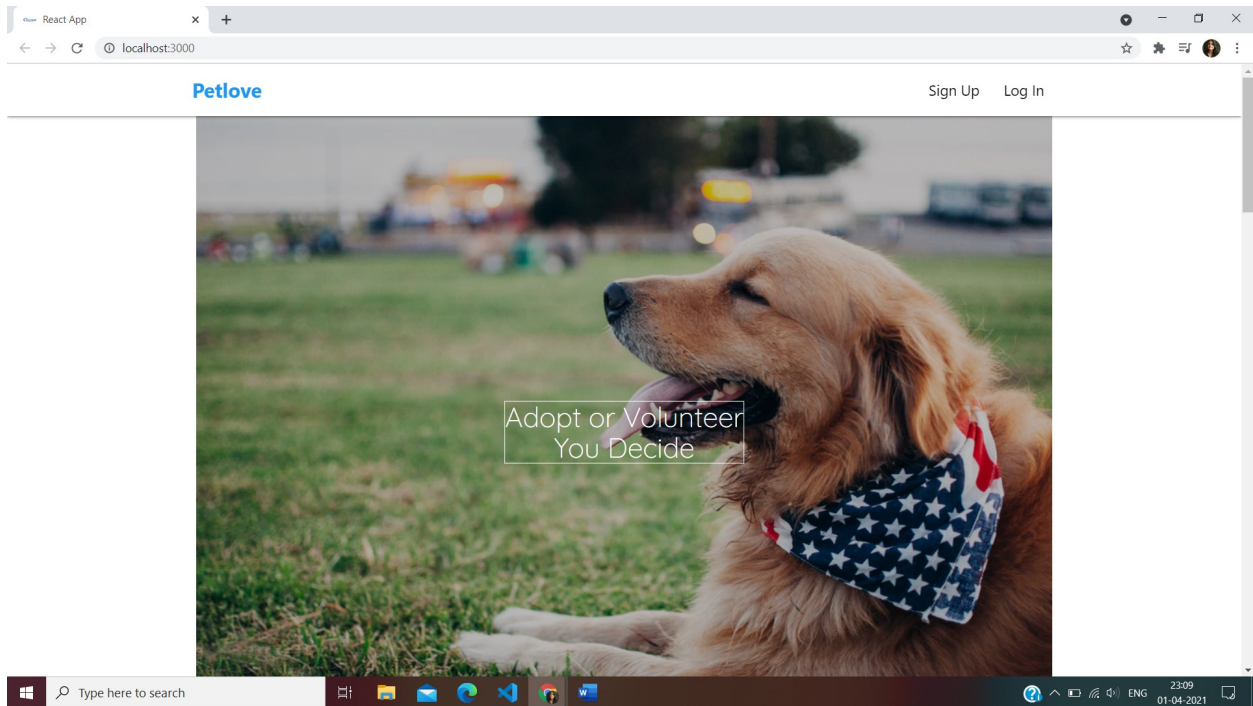 React App
localhost:3000
Petlove
Sign Up Log In
Adopt or Volunteer
You Decide
Type here to search
ENG
23:09
01-04-2021